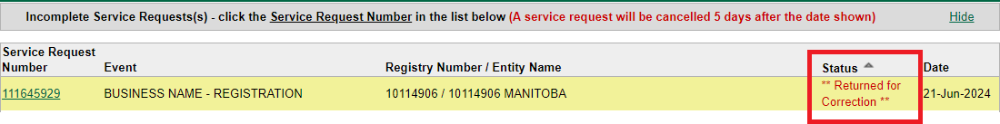 Incomplete Service Requests(s) - click the Service Request Number in the list below (A service request will be cancelled 5 days after the date shown) Hide
Service Request
Number Event Registry Number / Entity Name Status Date
111645929 BUSINESS NAME - REGISTRATION 10114906 / 10114906 MANITOBA ** Returned for 21-Jun-2024
Correction **